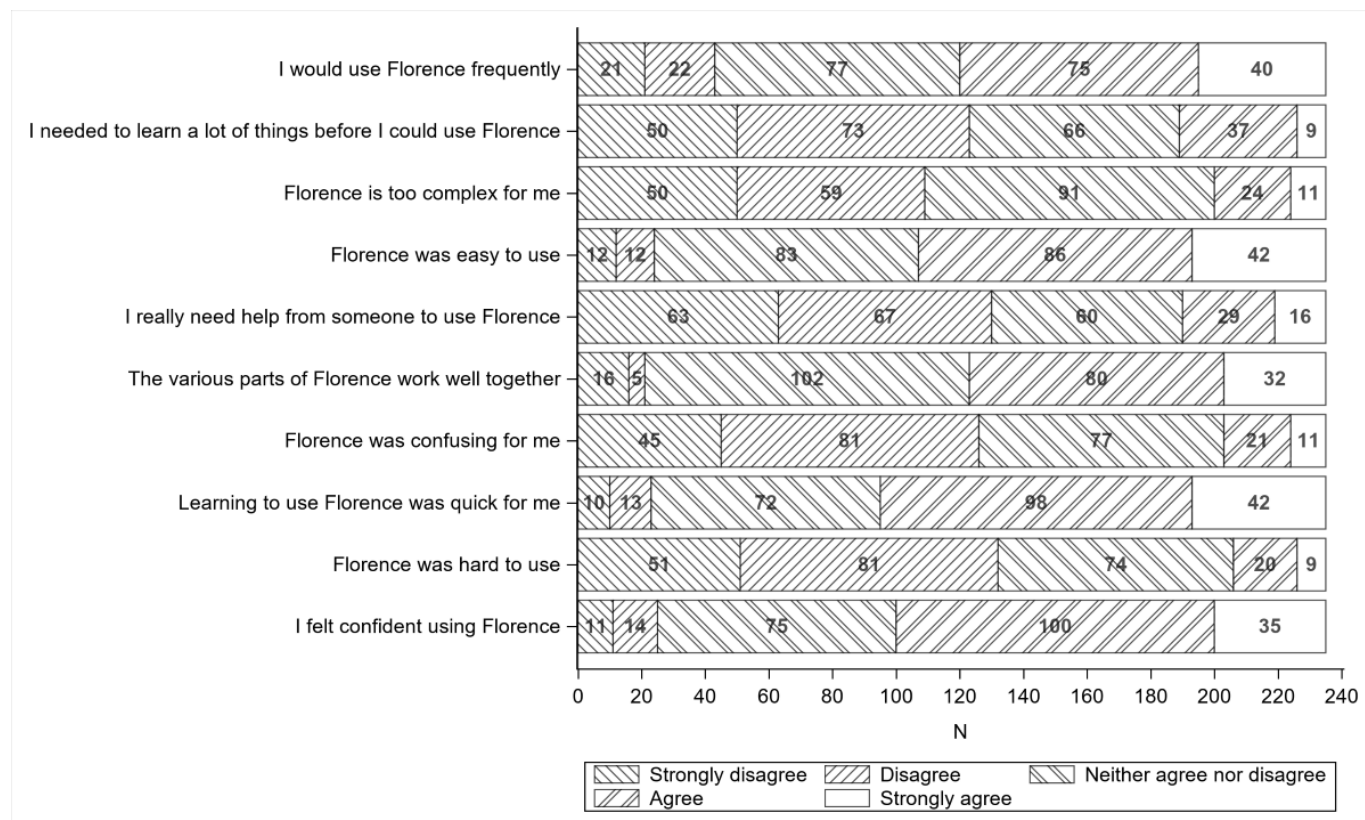 I would use Florence frequently 21 22 77 75 40
I needed to learn a lot of things before I could use Florence 50 73 66 37 9
Florence is too complex for me 50 59 91 24 11
Florence was easy to use 12 12 83 86 42
I really need help from someone to use Florence 63 67 60 29 16
The various parts of Florence work well together 16 5 102 80 32
Florence was confusing for me 45 81 77 21 11
Learning to use Florence was quick for me 10 13 72 98 42
Florence was hard to use 51 81 74 20 9
I felt confident using Florence 11 14 75 100 35
0 20 40 60 80 100 120 140 160 180 200 220 240
N
Strongly disagree Disagree Neither agree nor disagree
Agree Strongly agree